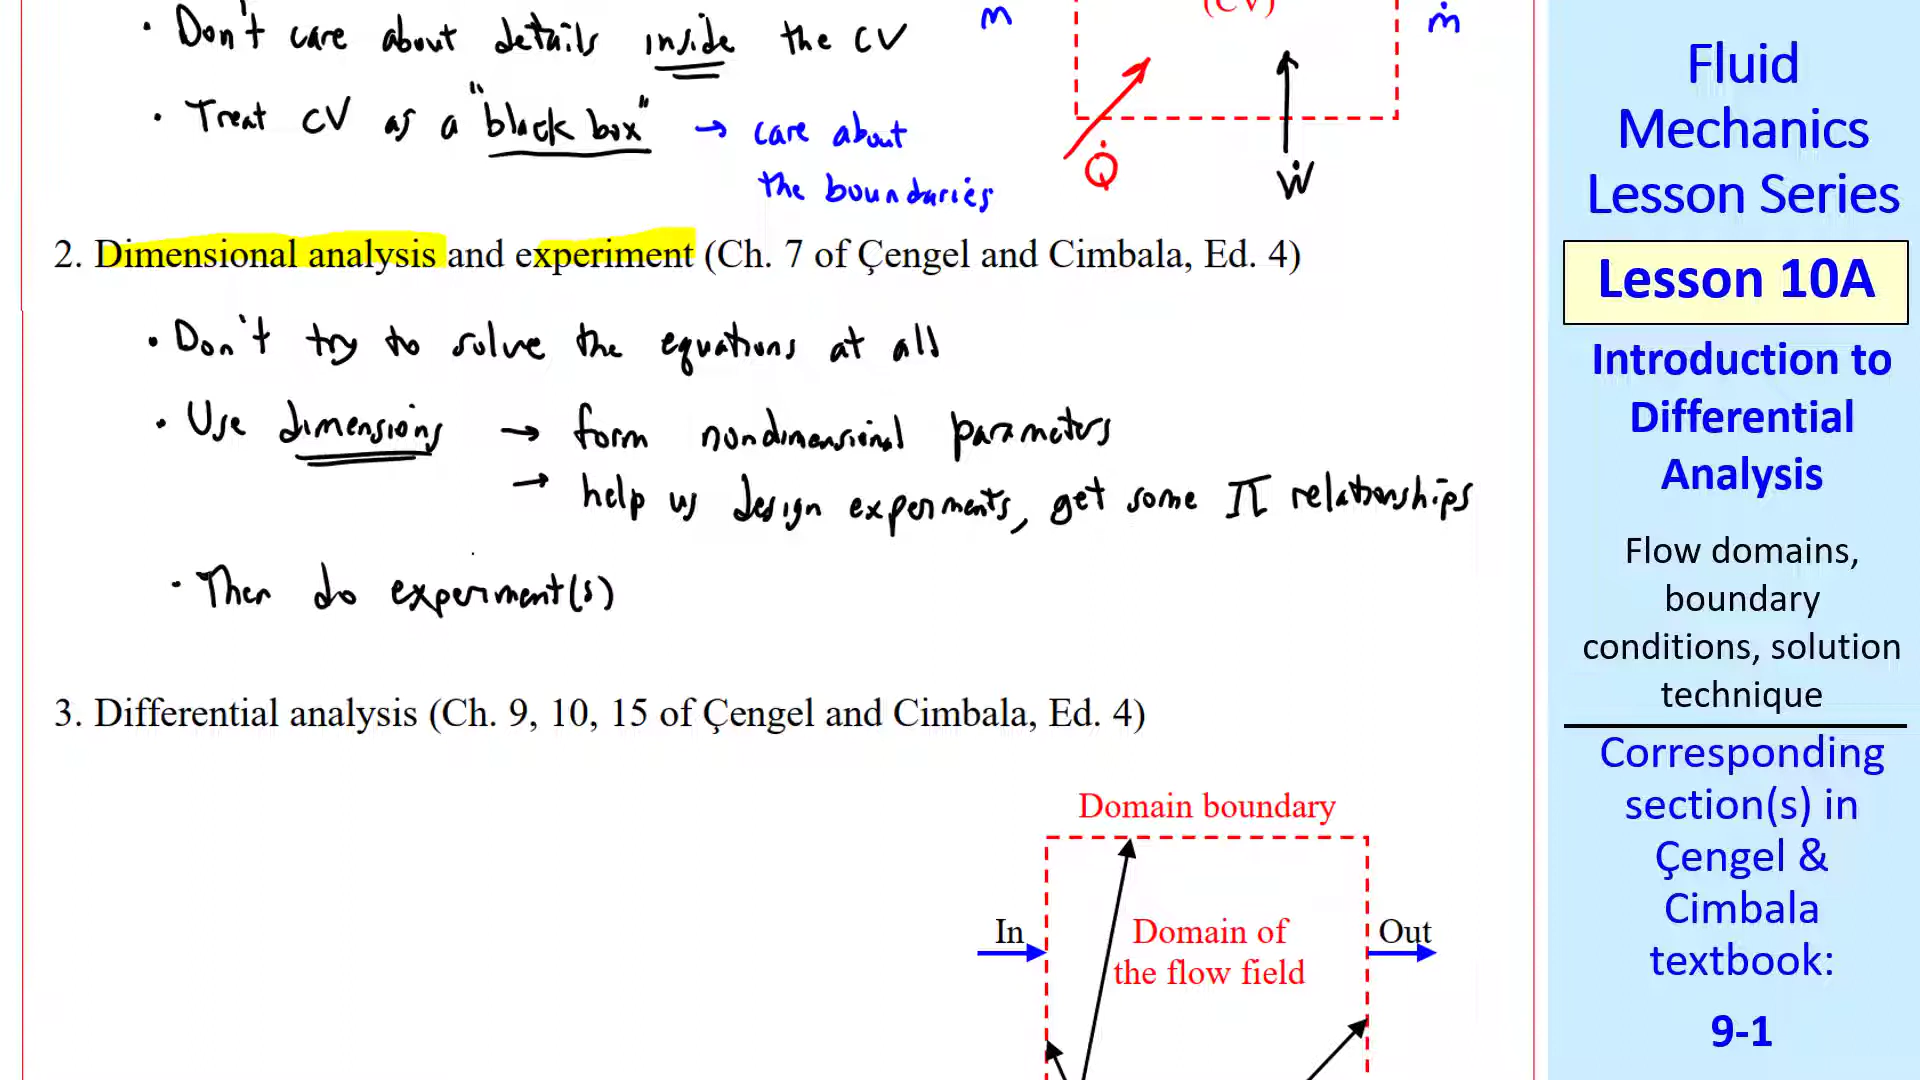 • Don't care about details inside the CV
ṁ
(CV)
ṁ
• Treat CV as a "black box" → care about
the boundaries
Q̇
Ẇ
2. Dimensional analysis and experiment (Ch. 7 of Çengel and Cimbala, Ed. 4)
• Don't try to solve the equations at all
• Use dimensions → form nondimensional parameters
→ help us design experiments, get some Π relationships
• Then do experiment(s)
3. Differential analysis (Ch. 9, 10, 15 of Çengel and Cimbala, Ed. 4)
Domain boundary
In
Domain of
the flow field
Out
Fluid
Mechanics
Lesson Series
Lesson 10A
Introduction to
Differential
Analysis
Flow domains,
boundary
conditions, solution
technique
Corresponding
section(s) in
Çengel &
Cimbala
textbook:
9-1